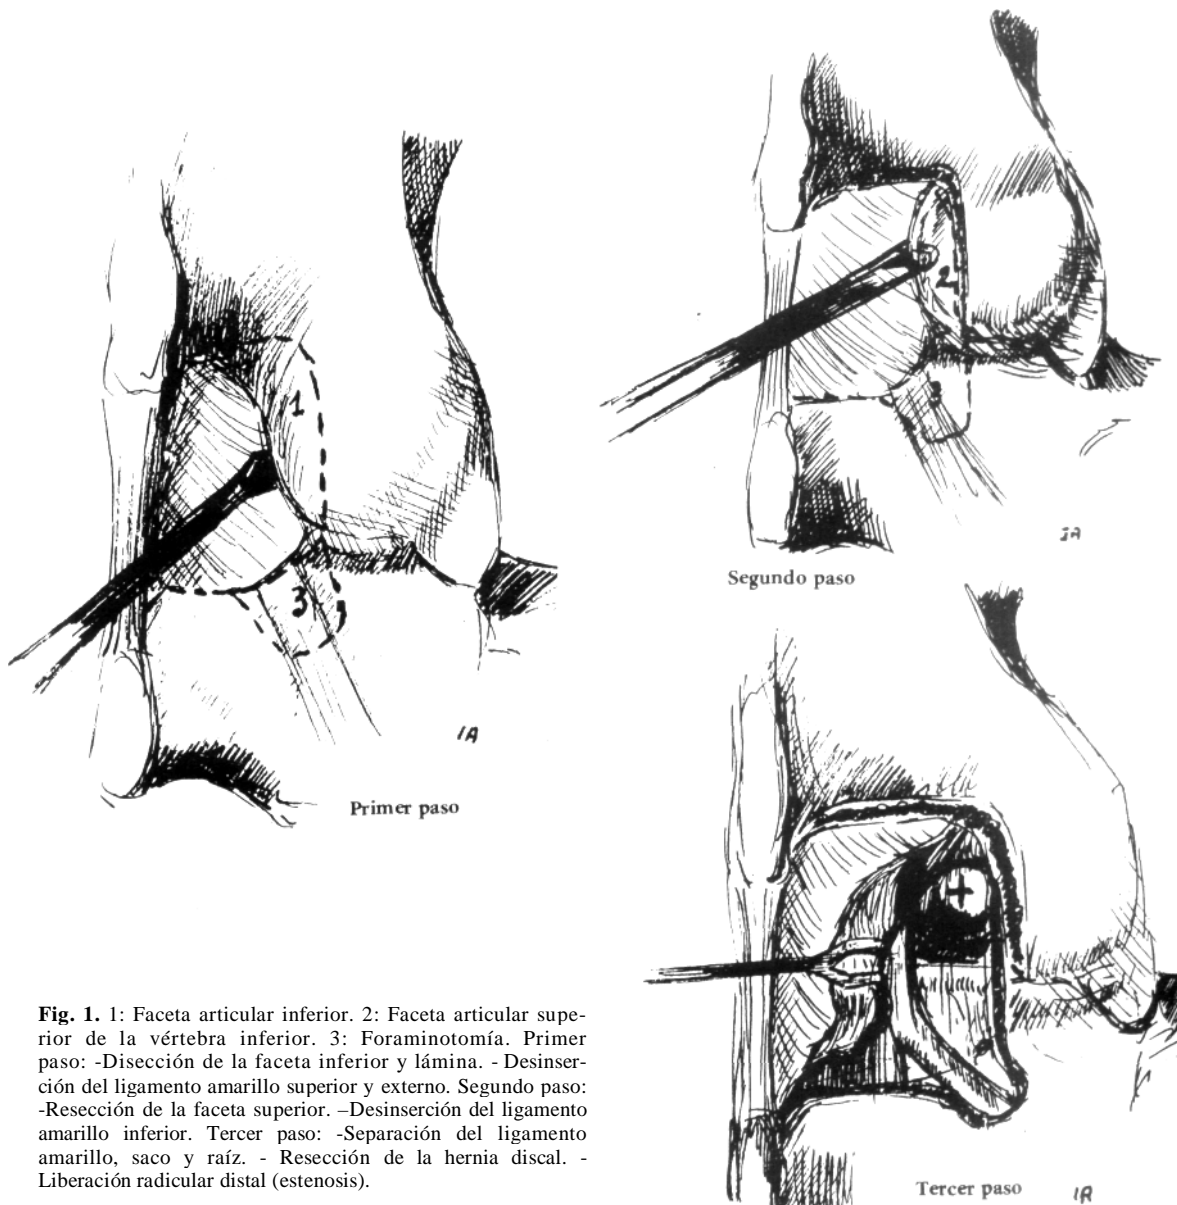 1
3
1A
Primer paso
2
3
2A
Segundo paso
+
Tercer paso
1A
Fig. 1. 1: Faceta articular inferior. 2: Faceta articular supe-
rior de la vértebra inferior. 3: Foraminotomía. Primer
paso: -Disección de la faceta inferior y lámina. - Desinser-
ción del ligamento amarillo superior y externo. Segundo paso:
-Resección de la faceta superior. –Desinserción del ligamento
amarillo inferior. Tercer paso: -Separación del ligamento
amarillo, saco y raíz. - Resección de la hernia discal. -
Liberación radicular distal (estenosis).